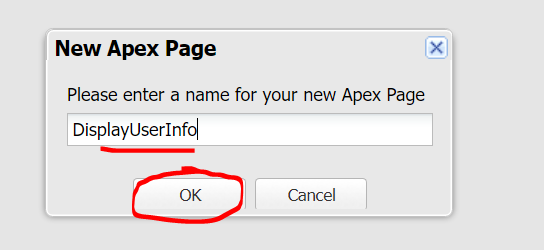 New Apex Page
Please enter a name for your new Apex Page
DisplayUserInfo
OK
Cancel